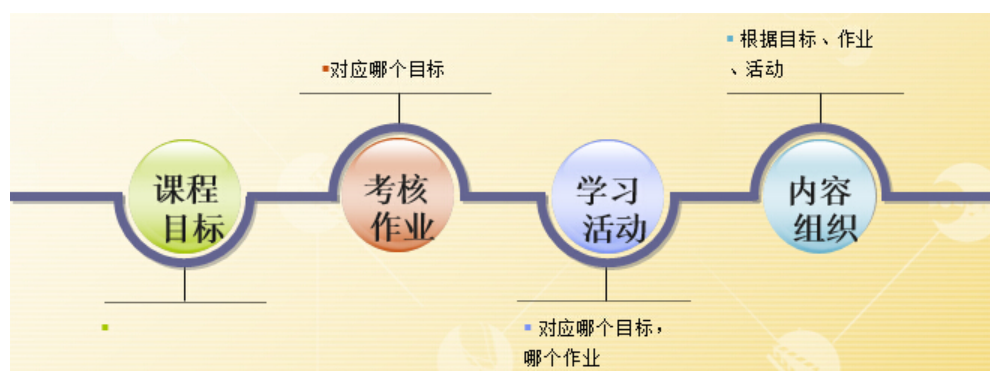 对应哪个目标
根据目标、作业
、活动
课程
目标
考核
作业
学习
活动
内容
组织
对应哪个目标,
哪个作业